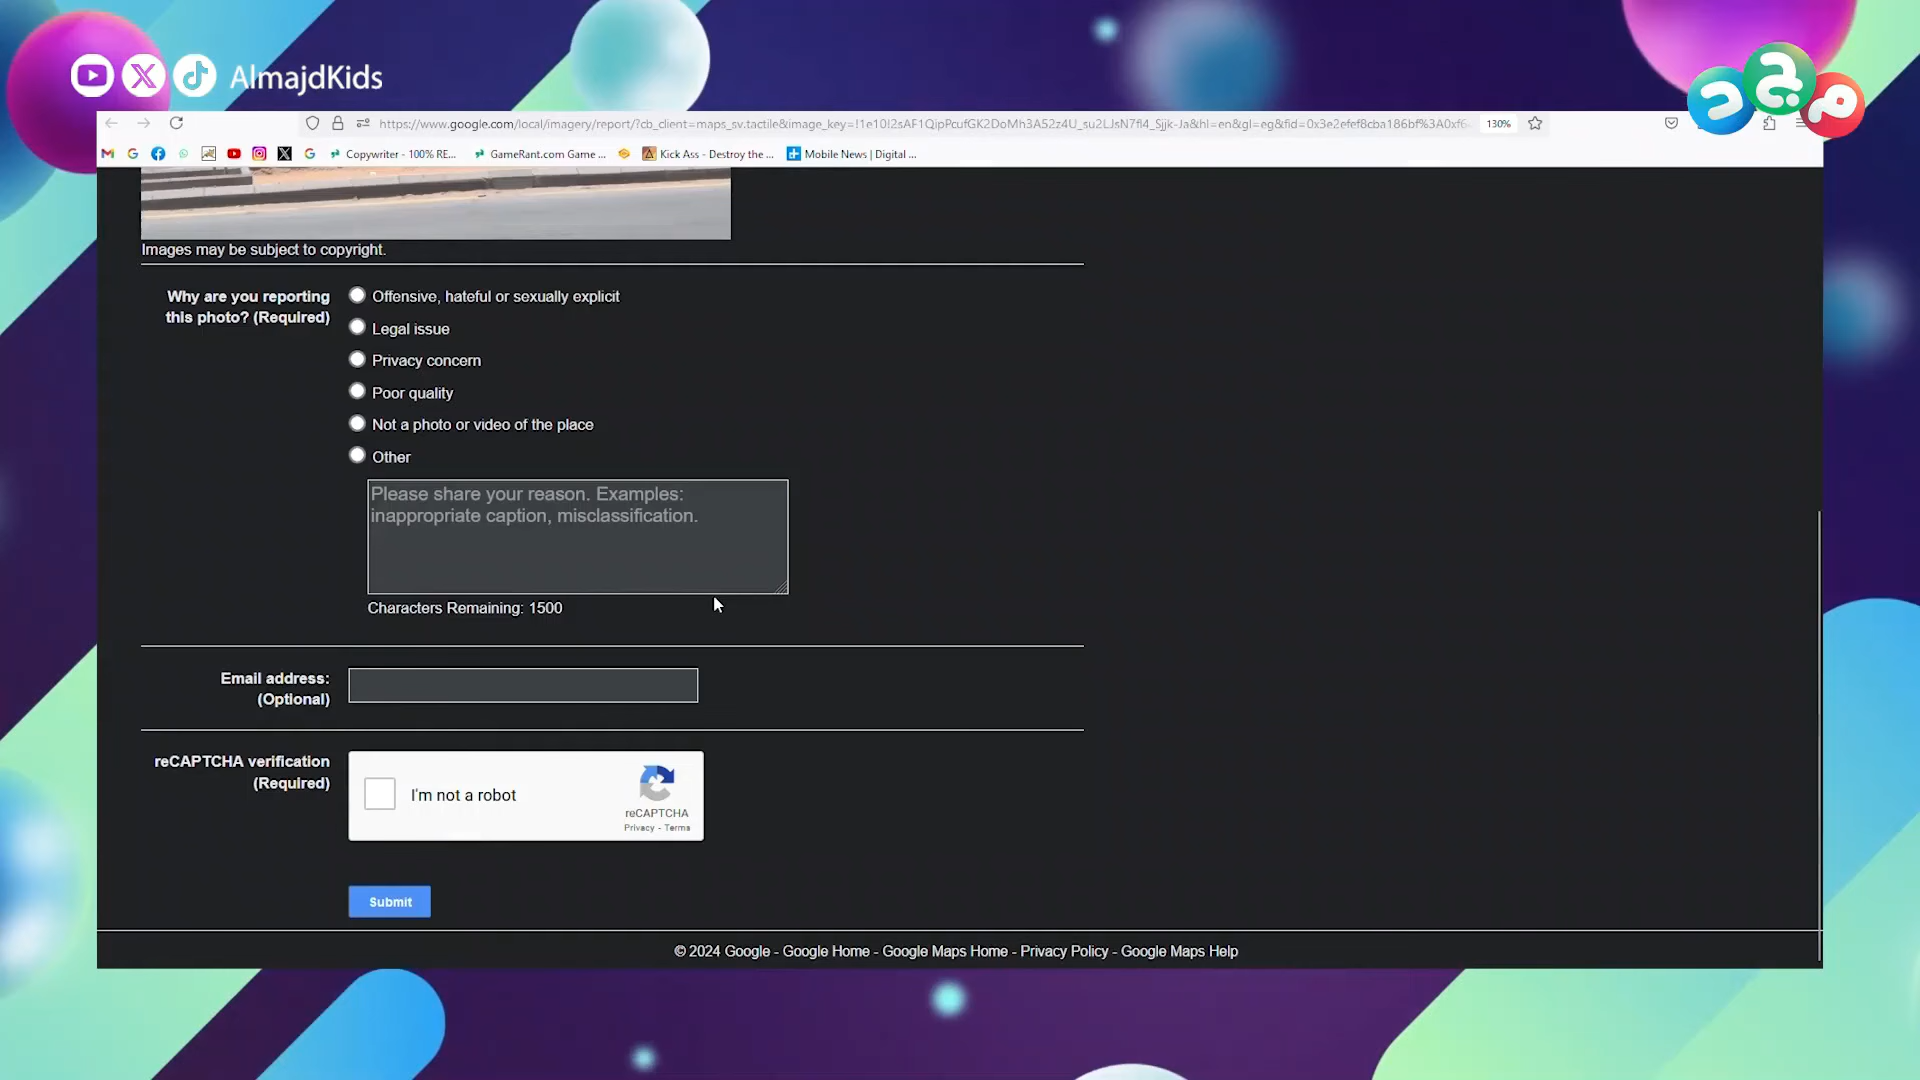 AlmajdKids
مجد
https://www.google.com/local/imagery/report/?cb_client=maps_sv.tactile&image_key=!1e10!2sAF1QipPcufGK2DoMh3A52z4U_su2LJsN7fl4_Sjjk-Ja&hl=en&gl=eg&fid=0x3e2efef8cba186bf%3A0xf6
130%
Copywriter - 100% RE...
GameRant.com Game ...
Kick Ass - Destroy the ...
Mobile News | Digital ...
Images may be subject to copyright.
Why are you reporting
this photo? (Required)
Offensive, hateful or sexually explicit
Legal issue
Privacy concern
Poor quality
Not a photo or video of the place
Other
Please share your reason. Examples:
inappropriate caption, misclassification.
Characters Remaining: 1500
Email address:
(Optional)
reCAPTCHA verification
(Required)
I'm not a robot
reCAPTCHA
Privacy - Terms
Submit
© 2024 Google - Google Home - Google Maps Home - Privacy Policy - Google Maps Help